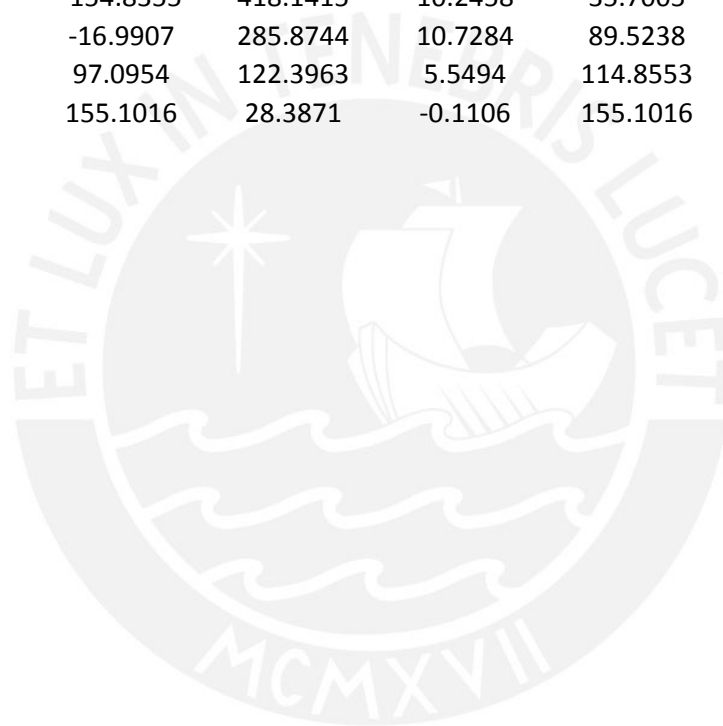 -16.9907 285.8744 10.7284 89.5238
97.0954 122.3963 5.5494 114.8553
155.1016 28.3871 -0.1106 155.1016
ET LUX IN TENEBRIS LUCET
MCMXVII